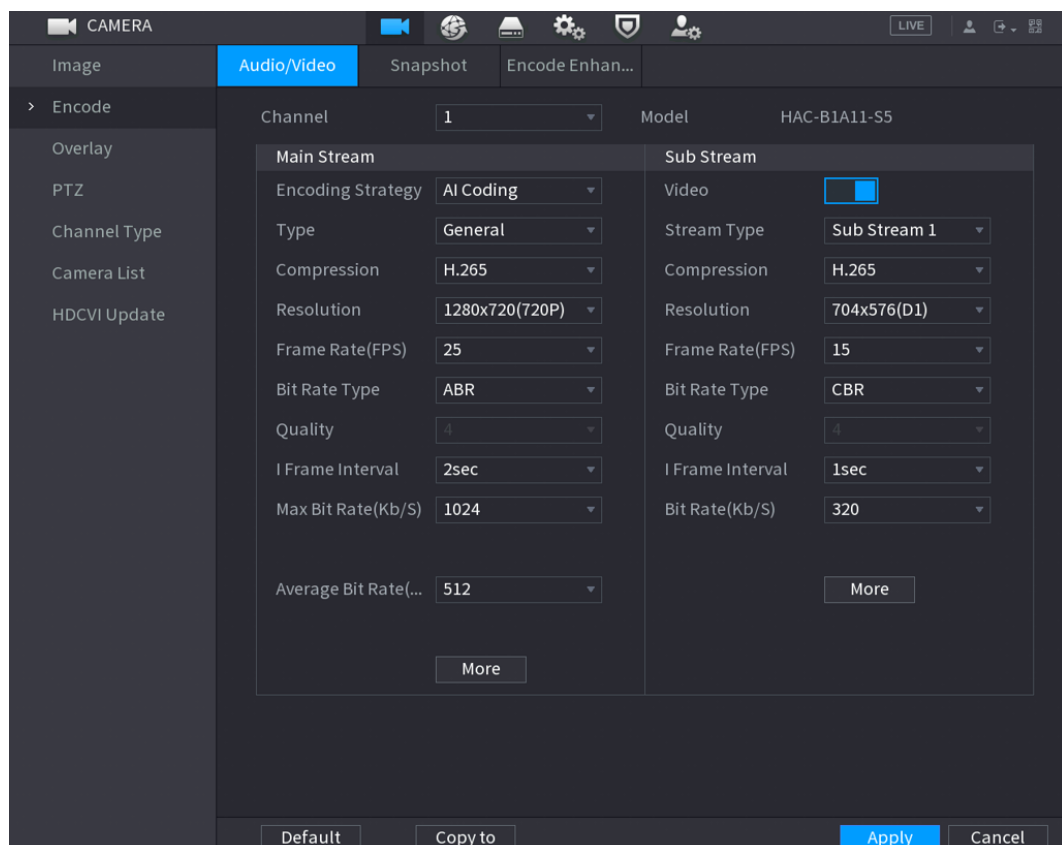 CAMERA
LIVE
Image
Encode
Overlay
PTZ
Channel Type
Camera List
HDCVI Update
Audio/Video Snapshot Encode Enhan...
Channel 1 Model HAC-B1A11-S5
Main Stream
Encoding Strategy AI Coding
Type General
Compression H.265
Resolution 1280x720(720P)
Frame Rate(FPS) 25
Bit Rate Type ABR
Quality 4
I Frame Interval 2sec
Max Bit Rate(Kb/S) 1024
Average Bit Rate(... 512
More
Sub Stream
Video
Stream Type Sub Stream 1
Compression H.265
Resolution 704x576(D1)
Frame Rate(FPS) 15
Bit Rate Type CBR
Quality 4
I Frame Interval 1sec
Bit Rate(Kb/S) 320
More
Default Copy to Apply Cancel